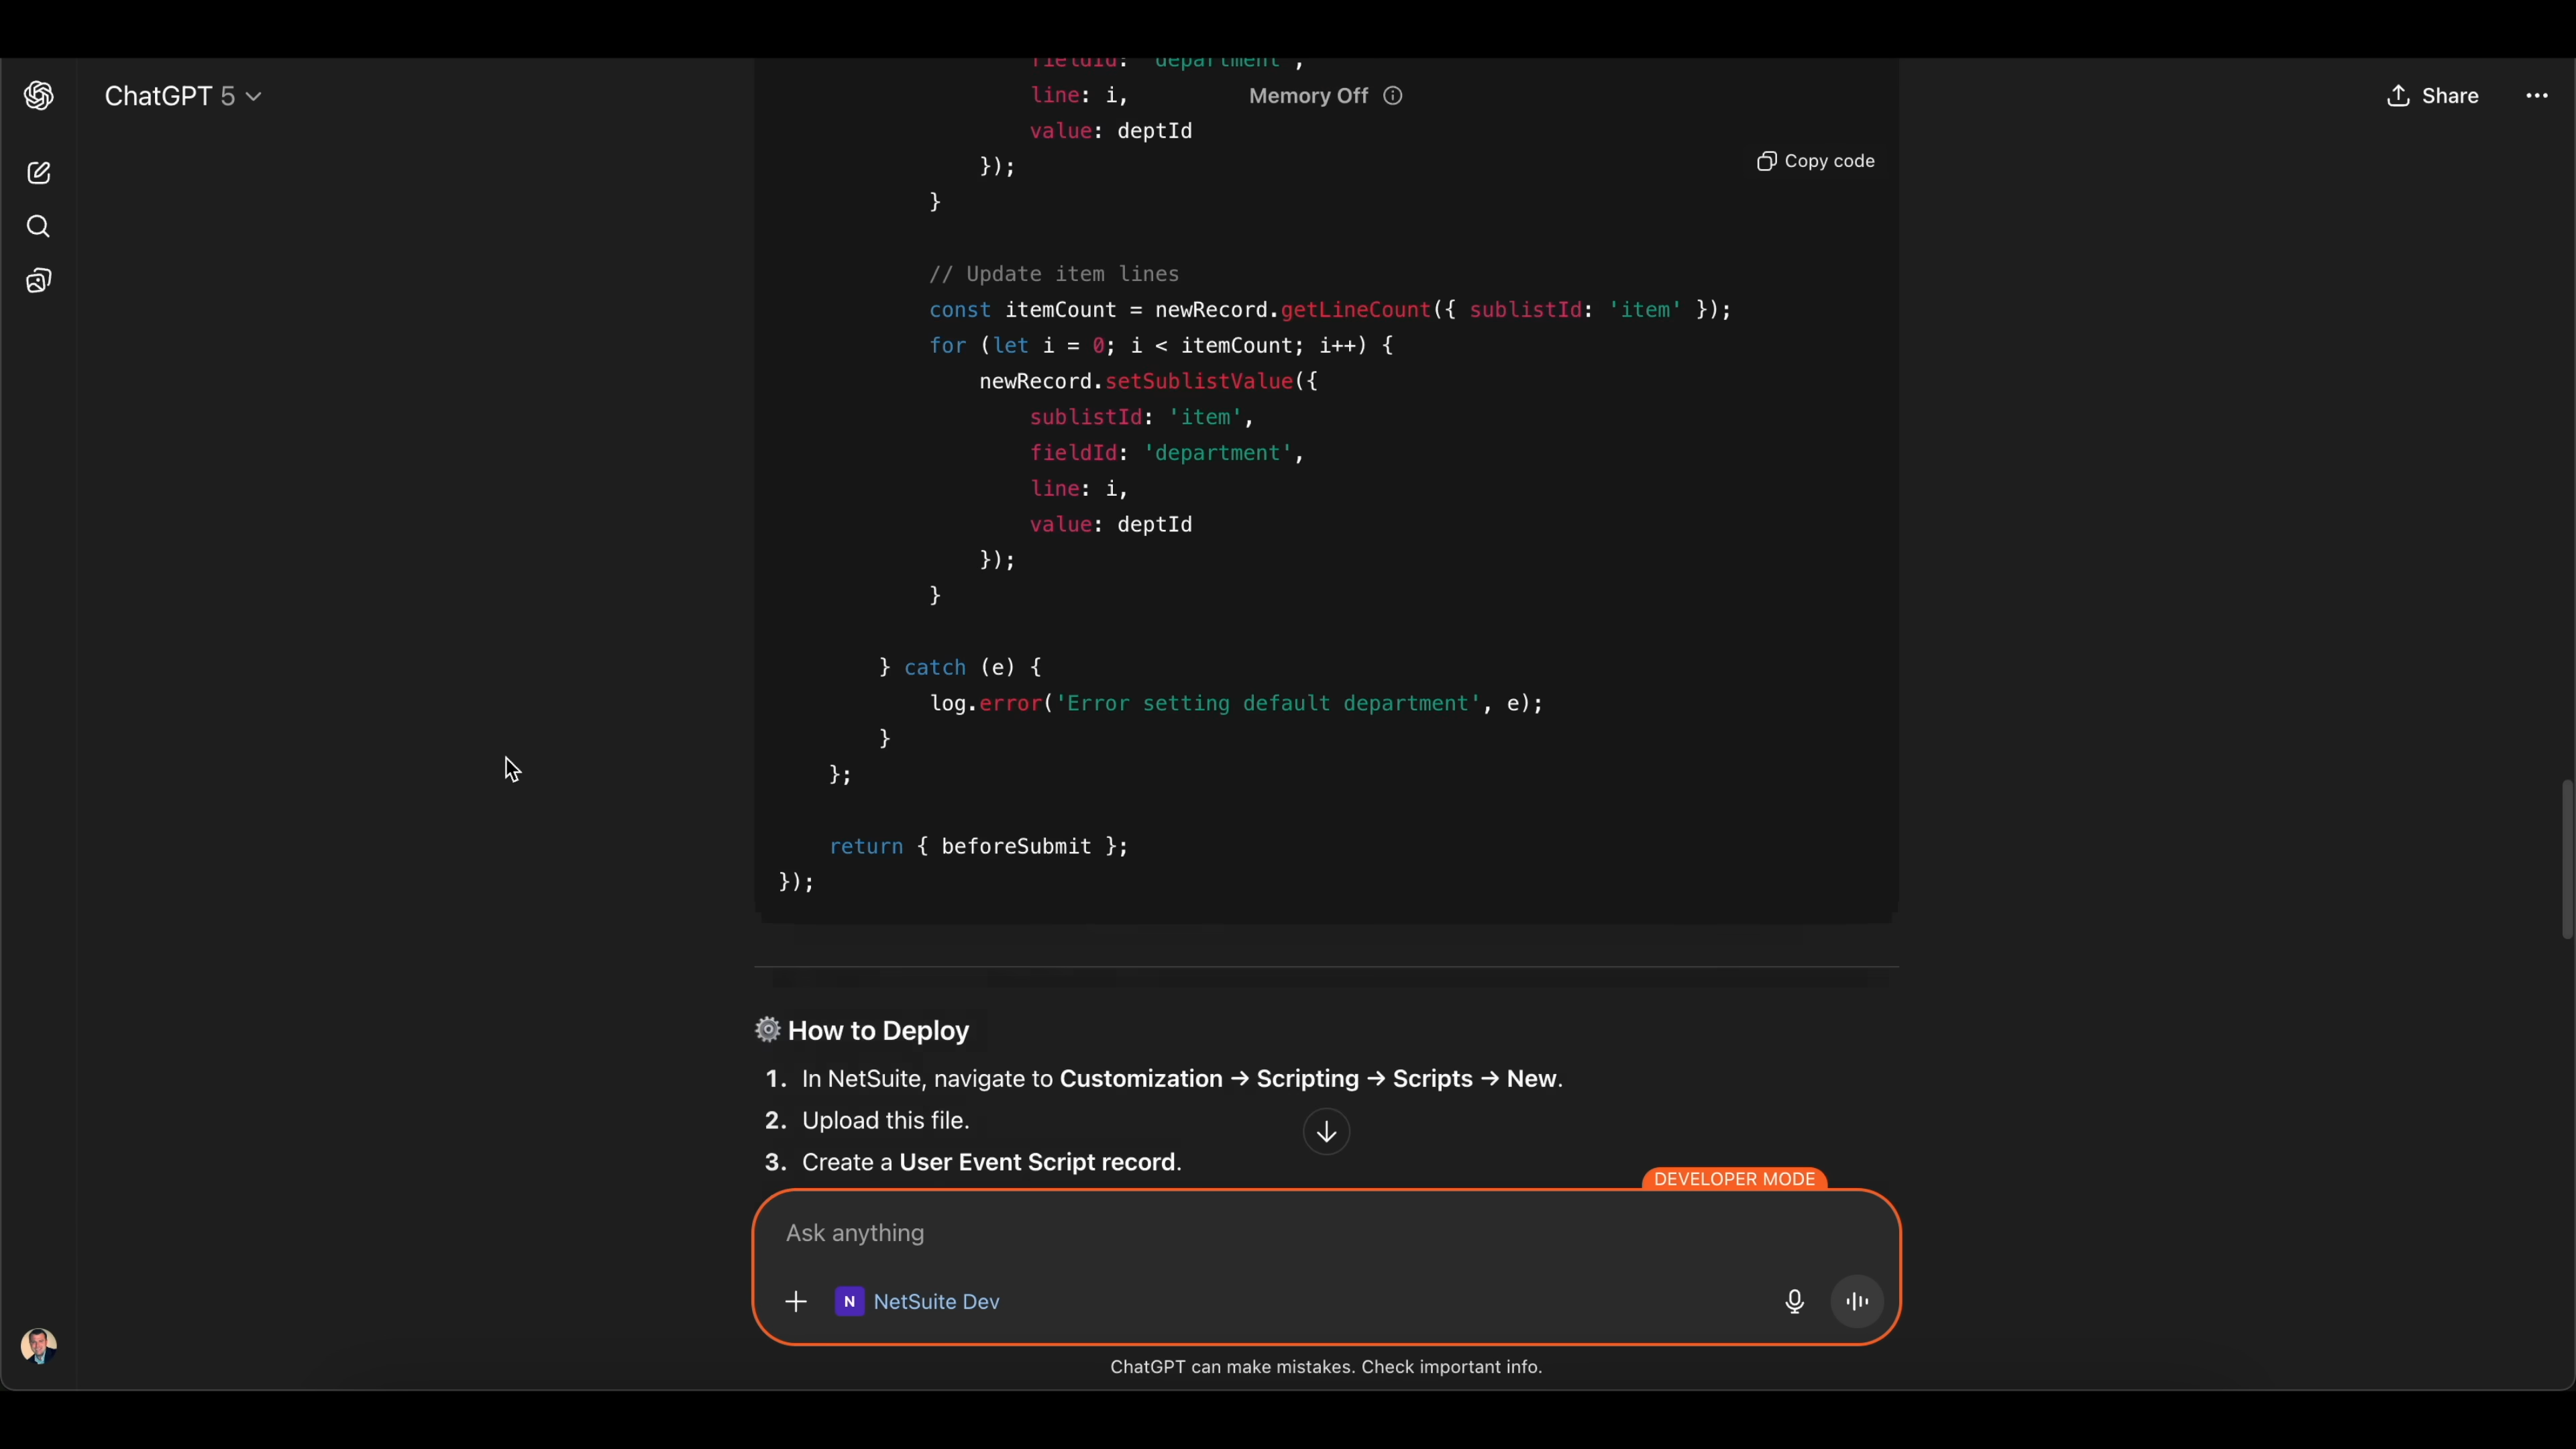 fieldId: 'department',
ChatGPT 5
line: i,
Memory Off
Share
value: deptId
});
Copy code
}
// Update item lines
const itemCount = newRecord.getLineCount({ sublistId: 'item' });
for (let i = 0; i < itemCount; i++) {
newRecord.setSublistValue({
sublistId: 'item',
fieldId: 'department',
line: i,
value: deptId
});
}
} catch (e) {
log.error('Error setting default department', e);
}
};
return { beforeSubmit };
});
⚙️ How to Deploy
1. In NetSuite, navigate to Customization → Scripting → Scripts → New.
2. Upload this file.
3. Create a User Event Script record.
DEVELOPER MODE
Ask anything
N NetSuite Dev
ChatGPT can make mistakes. Check important info.